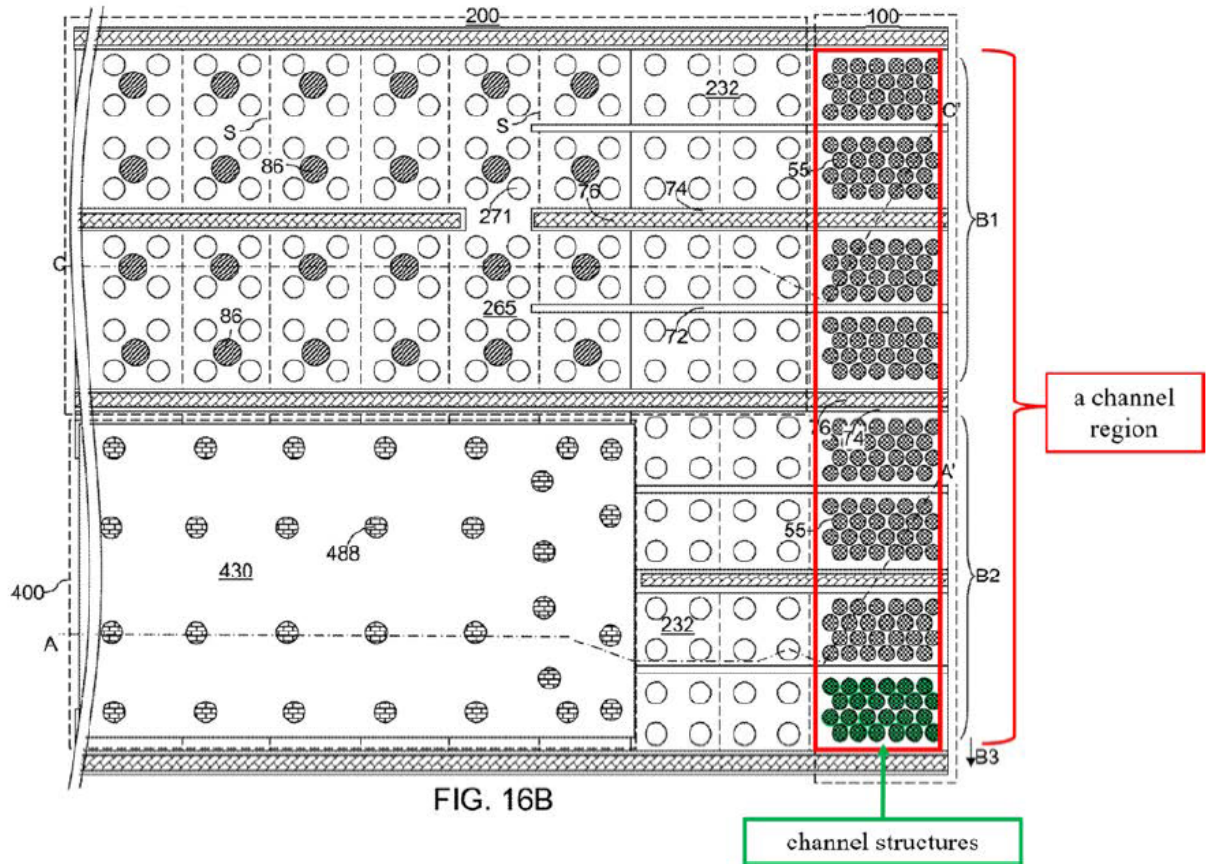 200
100
232
C'
S
S
86
55
271
76
74
B1
C
265
86
72
a channel
region
76
74
A'
488
55
430
B2
400
232
A
B3
FIG. 16B
channel structures